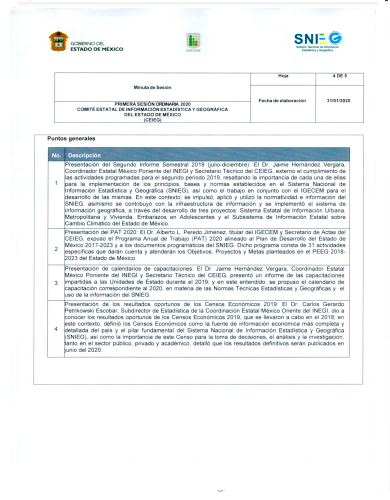 GOBIERNO DEL
ESTADO DE MÉXICO
IGECEM
SNIEG
Sistema Nacional de Información
Estadística y Geográfica
Minuta de Sesión
Hoja
4 DE 5
PRIMERA SESIÓN ORDINARIA 2020
COMITÉ ESTATAL DE INFORMACIÓN ESTADÍSTICA Y GEOGRÁFICA
DEL ESTADO DE MÉXICO
(CEIEG)
Fecha de elaboración
31/01/2020
Puntos generales
No. Descripción
1
Presentación del Segundo Informe Semestral 2019 (julio-diciembre): El Dr. Jaime Hernández Vergara,
Coordinador Estatal México Poniente del INEGI y Secretario Técnico del CEIEG, externo el cumplimiento de
las actividades programadas para el segundo periodo 2019, resaltando la importancia de cada una de ellas
para la implementación de los principios, bases y normas establecidos en el Sistema Nacional de
Información Estadística y Geográfica (SNIEG), así como el trabajo en conjunto con el IGECEM para el
desarrollo de las mismas. En este contexto, se impulsó, aplicó y utilizó la normatividad e información del
SNIEG, asimismo se contribuyó con la infraestructura de información y se implementó el sistema de
información geográfica, a través del desarrollo de tres proyectos: Sistema Estatal de Información Urbana,
Metropolitana y Vivienda, Embarazos en Adolescentes y el Subsistema de Información Estatal sobre
Cambio Climático del Estado de México.
2
Presentación del PAT 2020: El Dr. Alberto L. Peredo Jiménez, titular del IGECEM y Secretario de Actas del
CEIEG, expuso el Programa Anual de Trabajo (PAT) 2020 alineado al Plan de Desarrollo del Estado de
México 2017-2023 y a los documentos programáticos del SNIEG. Dicho programa consta de 31 actividades
específicas que darán cuenta y atenderán los Objetivos, Proyectos y Metas planteados en el PEEG 2018-
2023 del Estado de México.
3
Presentación de calendarios de capacitaciones: El Dr. Jaime Hernández Vergara, Coordinador Estatal
México Poniente del INEGI y Secretario Técnico del CEIEG, presentó un informe de las capacitaciones
impartidas a las Unidades de Estado durante el 2019; y en este entendido, se propuso el calendario de
capacitación correspondiente al 2020, en materia de las Normas Técnicas Estadísticas y Geográficas y el
uso de la información del SNIEG.
4
Presentación de los resultados oportunos de los Censos Económicos 2019: El Dr. Carlos Gerardo
Petrikowski Escobar, Subdirector de Estadística de la Coordinación Estatal México Oriente del INEGI, dio a
conocer los resultados oportunos de los Censos Económicos 2019, que se llevaron a cabo en el 2018; en
este contexto, definió los Censos Económicos como la fuente de información económica más completa y
detallada del país y el pilar fundamental del Sistema Nacional de Información Estadística y Geográfica
(SNIEG), así como la importancia de este Censo para la toma de decisiones, el análisis y la investigación,
tanto en el sector público, privado y académico; detalló que los resultados definitivos serán publicados en
junio del 2020.